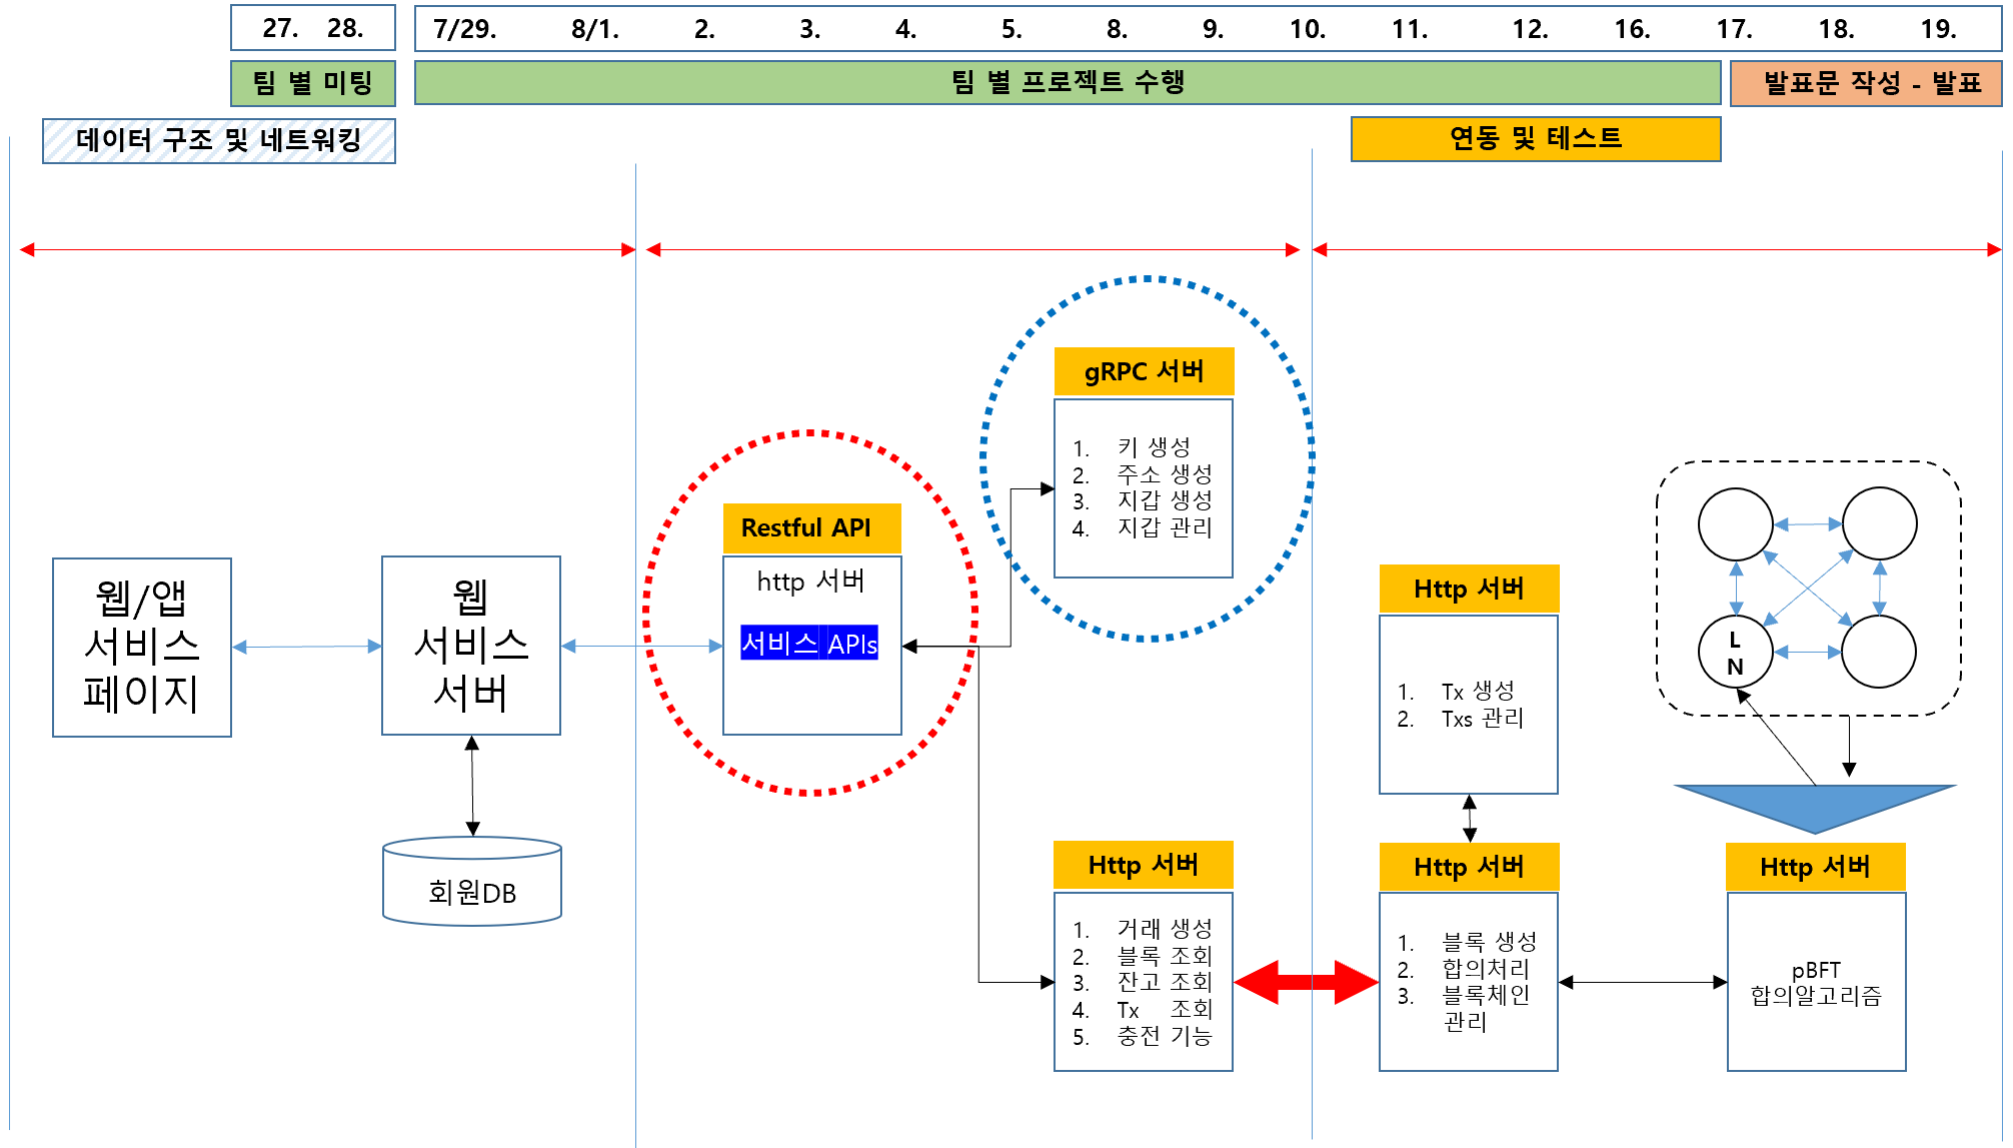 27. 28. 7/29. 8/1. 2. 3. 4. 5. 8. 9. 10. 11. 12. 16. 17. 18. 19.
팀 별 미팅
팀 별 프로젝트 수행
발표문 작성 - 발표
데이터 구조 및 네트워킹
연동 및 테스트
gRPC 서버
1. 키 생성
2. 주소 생성
3. 지갑 생성
4. 지갑 관리
Restful API
http 서버
서비스 APIs
웹/앱
서비스
페이지
웹
서비스
서버
회원DB
Http 서버
1. Tx 생성
2. Txs 관리
L
N
Http 서버
1. 거래 생성
2. 블록 조회
3. 잔고 조회
4. Tx 조회
5. 충전 기능
Http 서버
1. 블록 생성
2. 합의처리
3. 블록체인
관리
Http 서버
pBFT
합의알고리즘